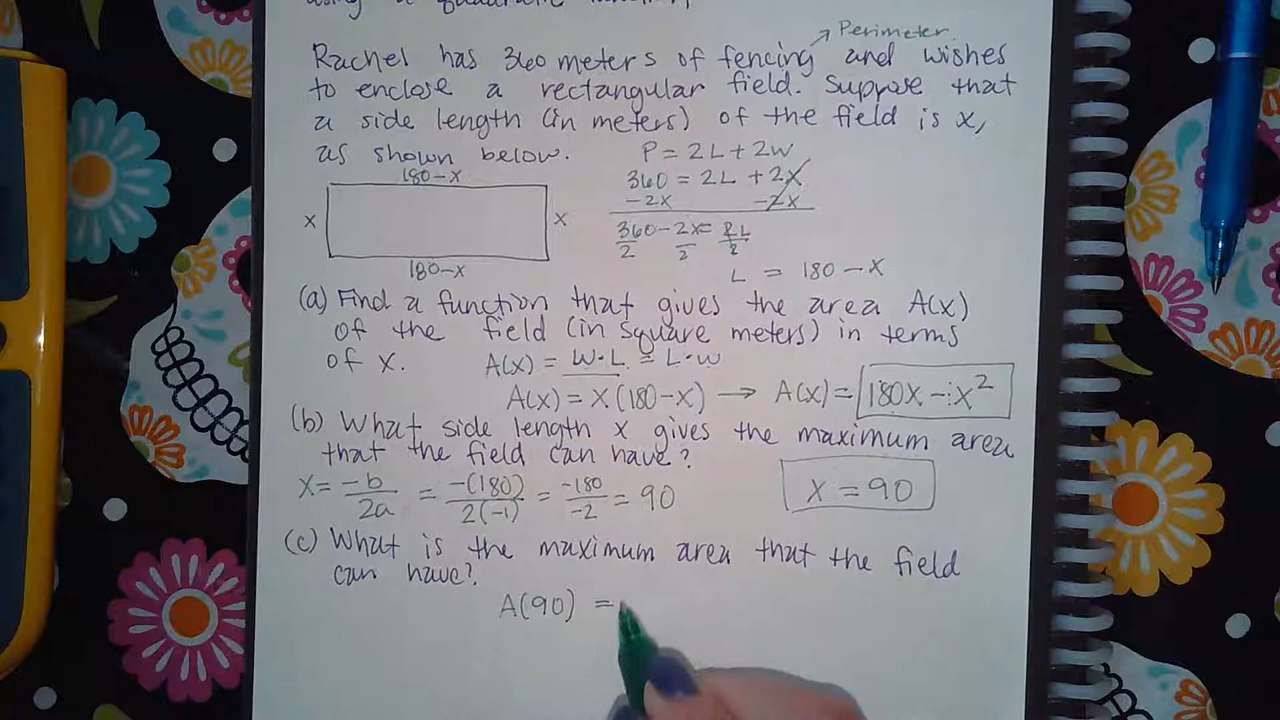 using a quadratic function
Perimeter
Rachel has 360 meters of fencing and wishes
to enclose a rectangular field. Suppose that
a side length (in meters) of the field is x,
as shown below.
P = 2L + 2W
180-x
360 = 2L + 2x
-2x -2x
x x
360 - 2x = 2L
2 2 2
180-x
L = 180 - x
(a) Find a function that gives the area A(x)
of the field (in square meters) in terms
of x. A(x) = W·L = L·W
A(x) = x(180-x) → A(x) = 180x - x²
(b) What side length x gives the maximum area
that the field can have?
x = -b/2a = -(180)/2(-1) = -180/-2 = 90
x = 90
(c) What is the maximum area that the field
can have?
A(90) =